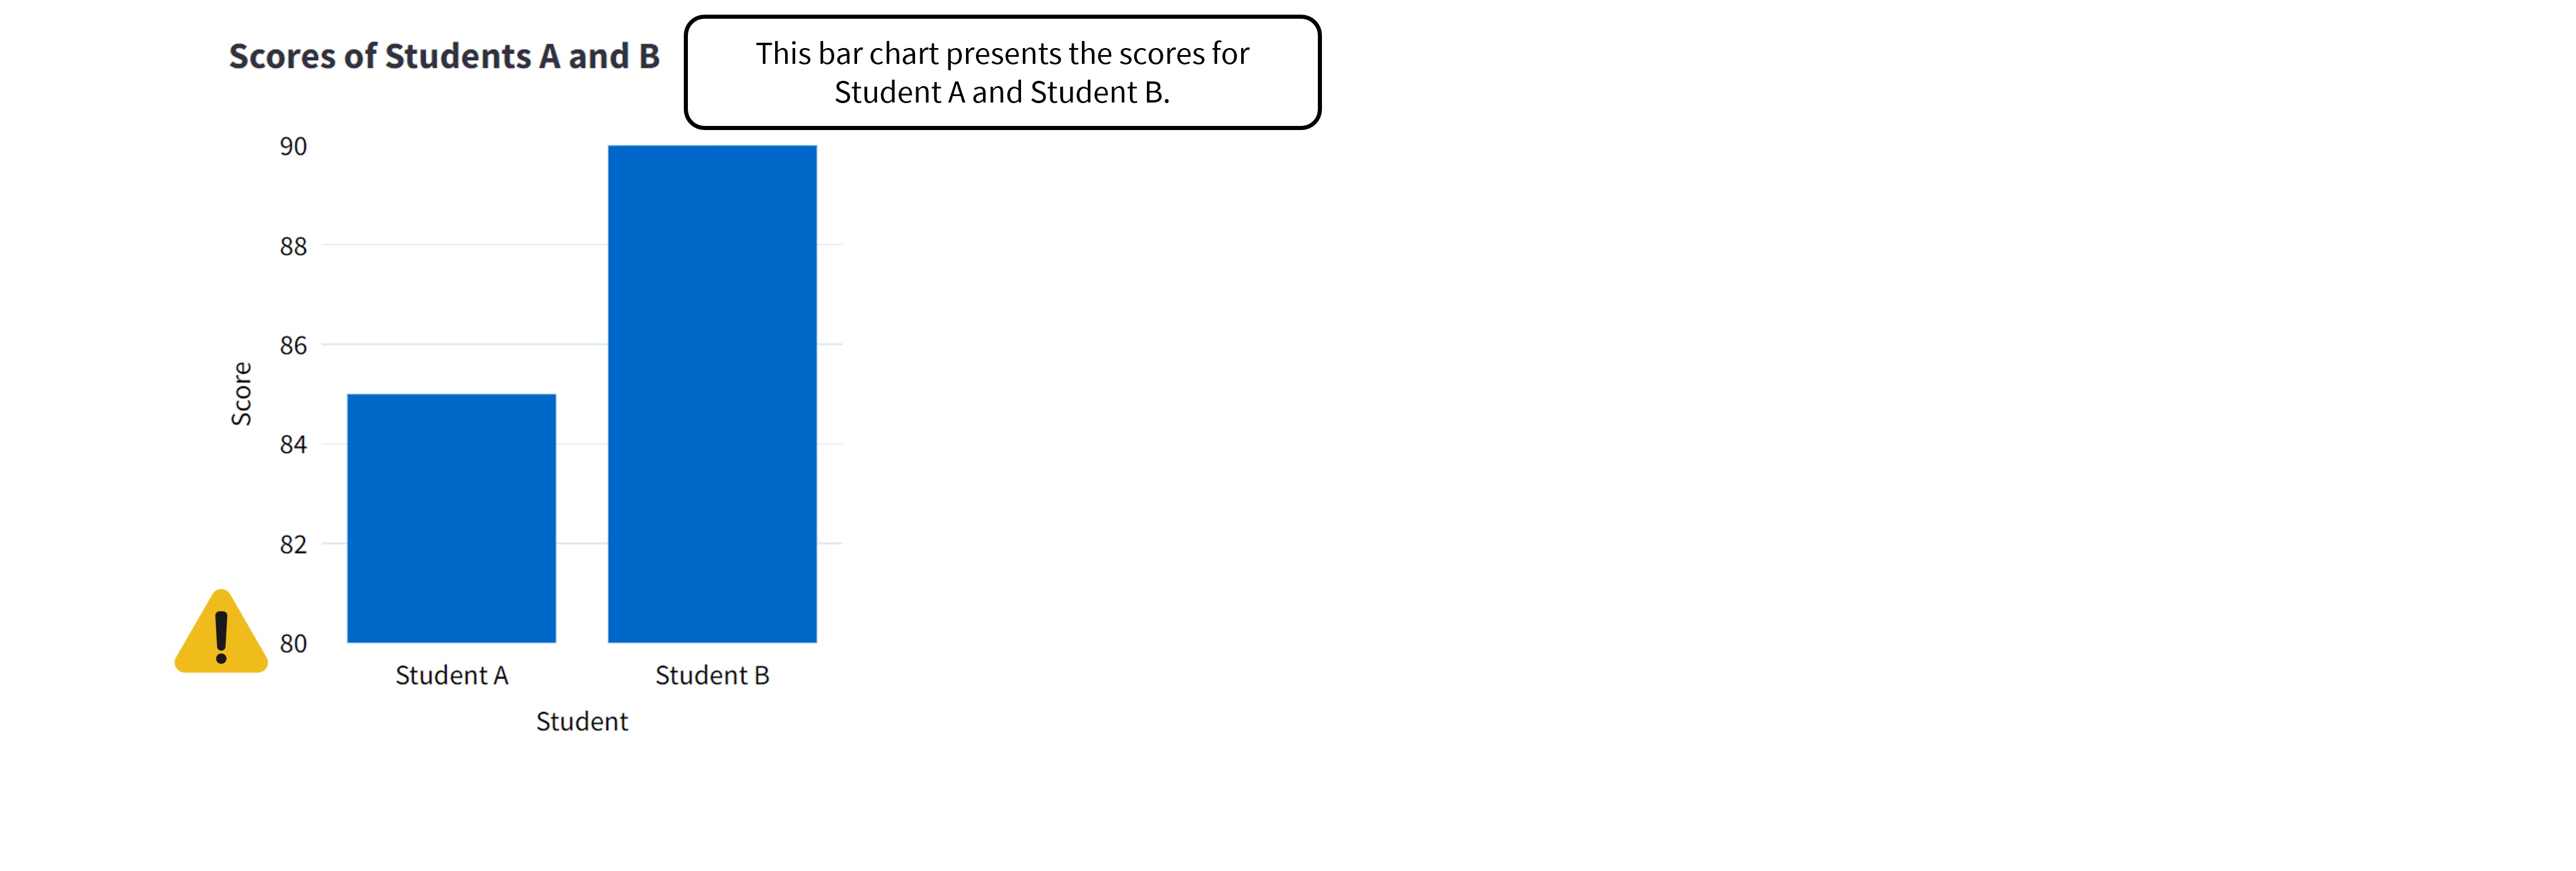 Scores of Students A and B
This bar chart presents the scores for
Student A and Student B.
90
88
86
84
82
80
Score
Student A Student B
Student